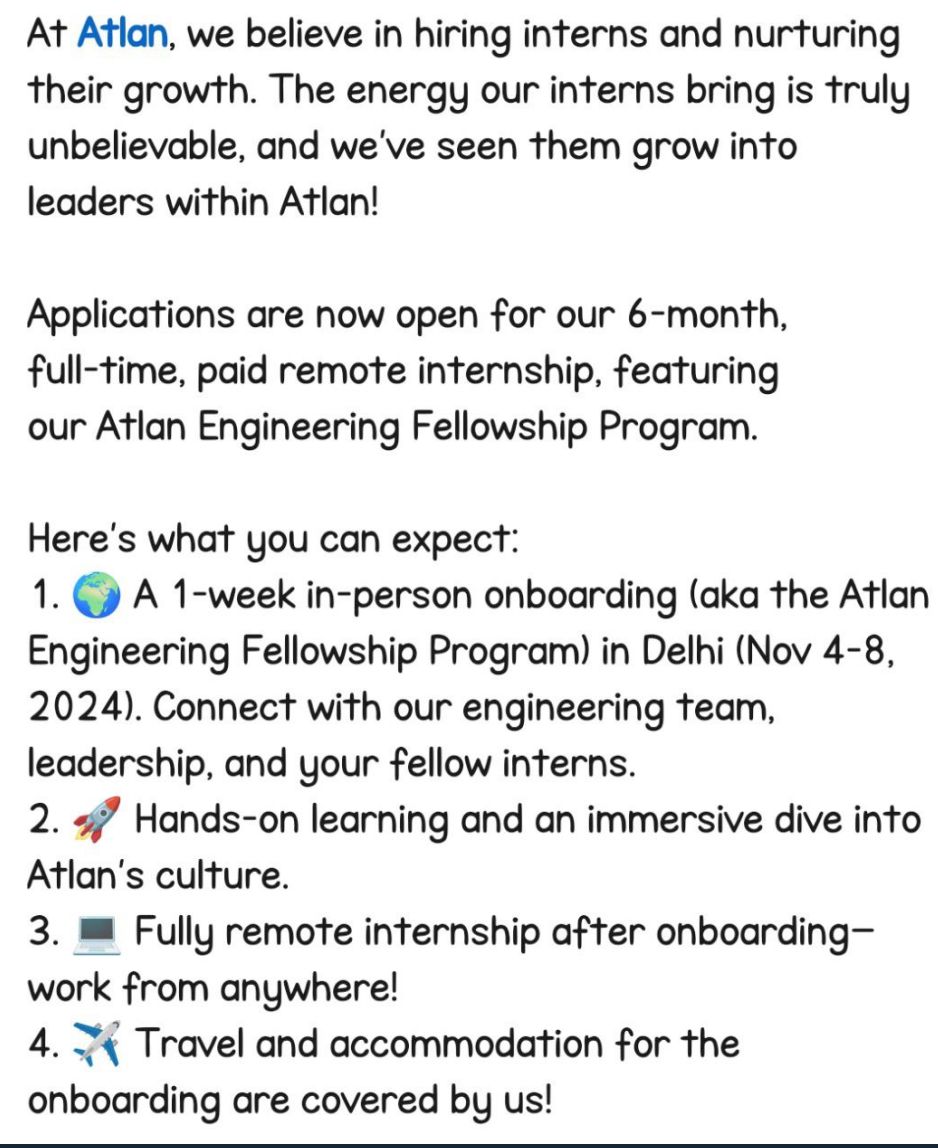 At Atlan, we believe in hiring interns and nurturing
their growth. The energy our interns bring is truly
unbelievable, and we've seen them grow into
leaders within Atlan!
Applications are now open for our 6-month,
full-time, paid remote internship, featuring
our Atlan Engineering Fellowship Program.
Here's what you can expect:
1. 🌍 A 1-week in-person onboarding (aka the Atlan
Engineering Fellowship Program) in Delhi (Nov 4-8,
2024). Connect with our engineering team,
leadership, and your fellow interns.
2. 🚀 Hands-on learning and an immersive dive into
Atlan's culture.
3. 💻 Fully remote internship after onboarding—
work from anywhere!
4. ✈️ Travel and accommodation for the
onboarding are covered by us!